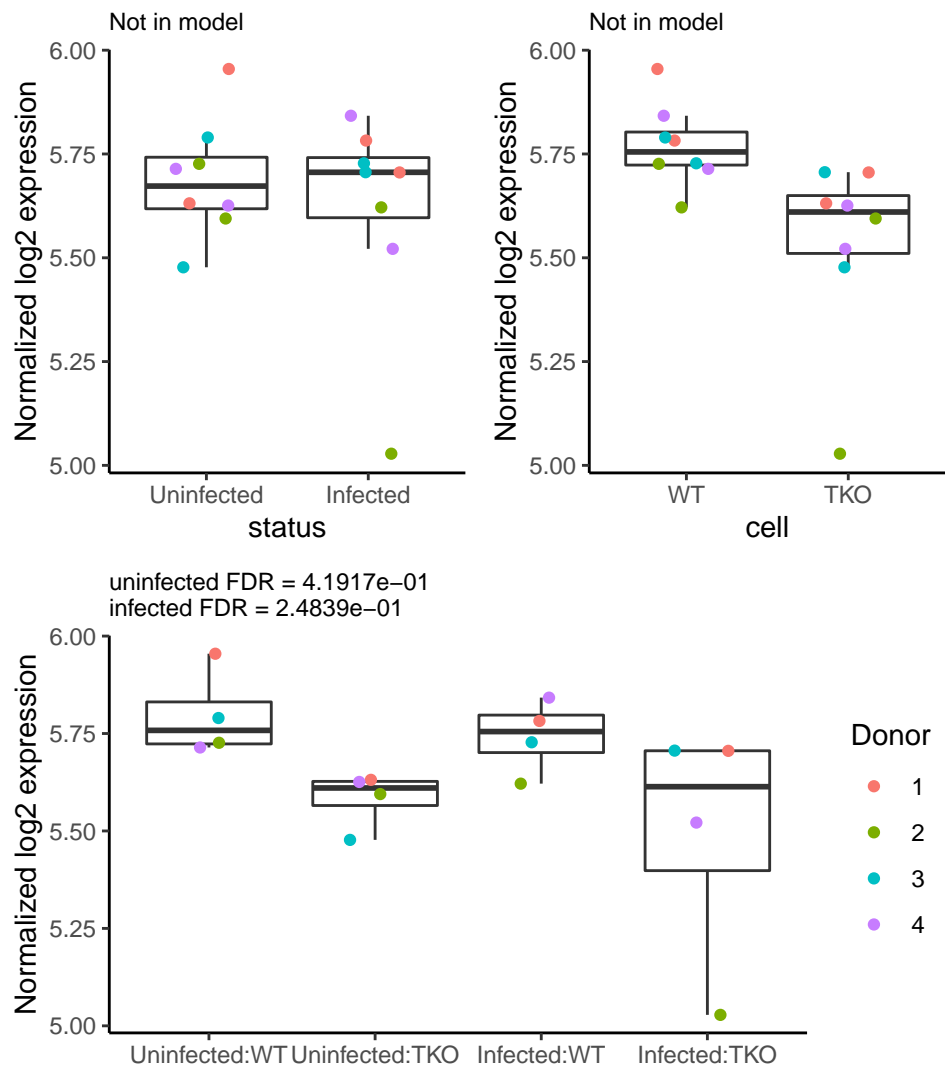 Not in model
Normalized log2 expression
6.00
5.75
5.50
5.25
5.00
Uninfected Infected
status
Not in model
Normalized log2 expression
6.00
5.75
5.50
5.25
5.00
WT TKO
cell
uninfected FDR = 4.1917e−01
infected FDR = 2.4839e−01
Normalized log2 expression
6.00
5.75
5.50
5.25
5.00
Uninfected:WT Uninfected:TKO Infected:WT Infected:TKO
Donor
1
2
3
4